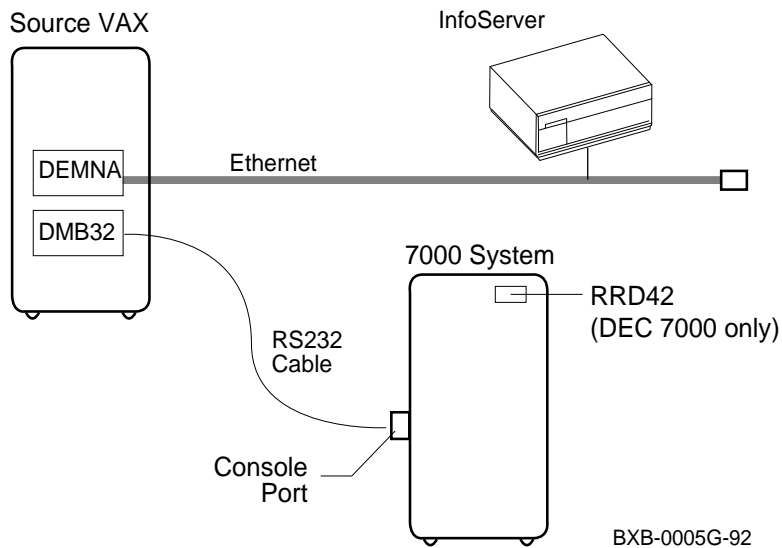 Source VAX
InfoServer
DEMNA
Ethernet
DMB32
7000 System
RRD42
(DEC 7000 only)
RS232
Cable
Console
Port
BXB-0005G-92